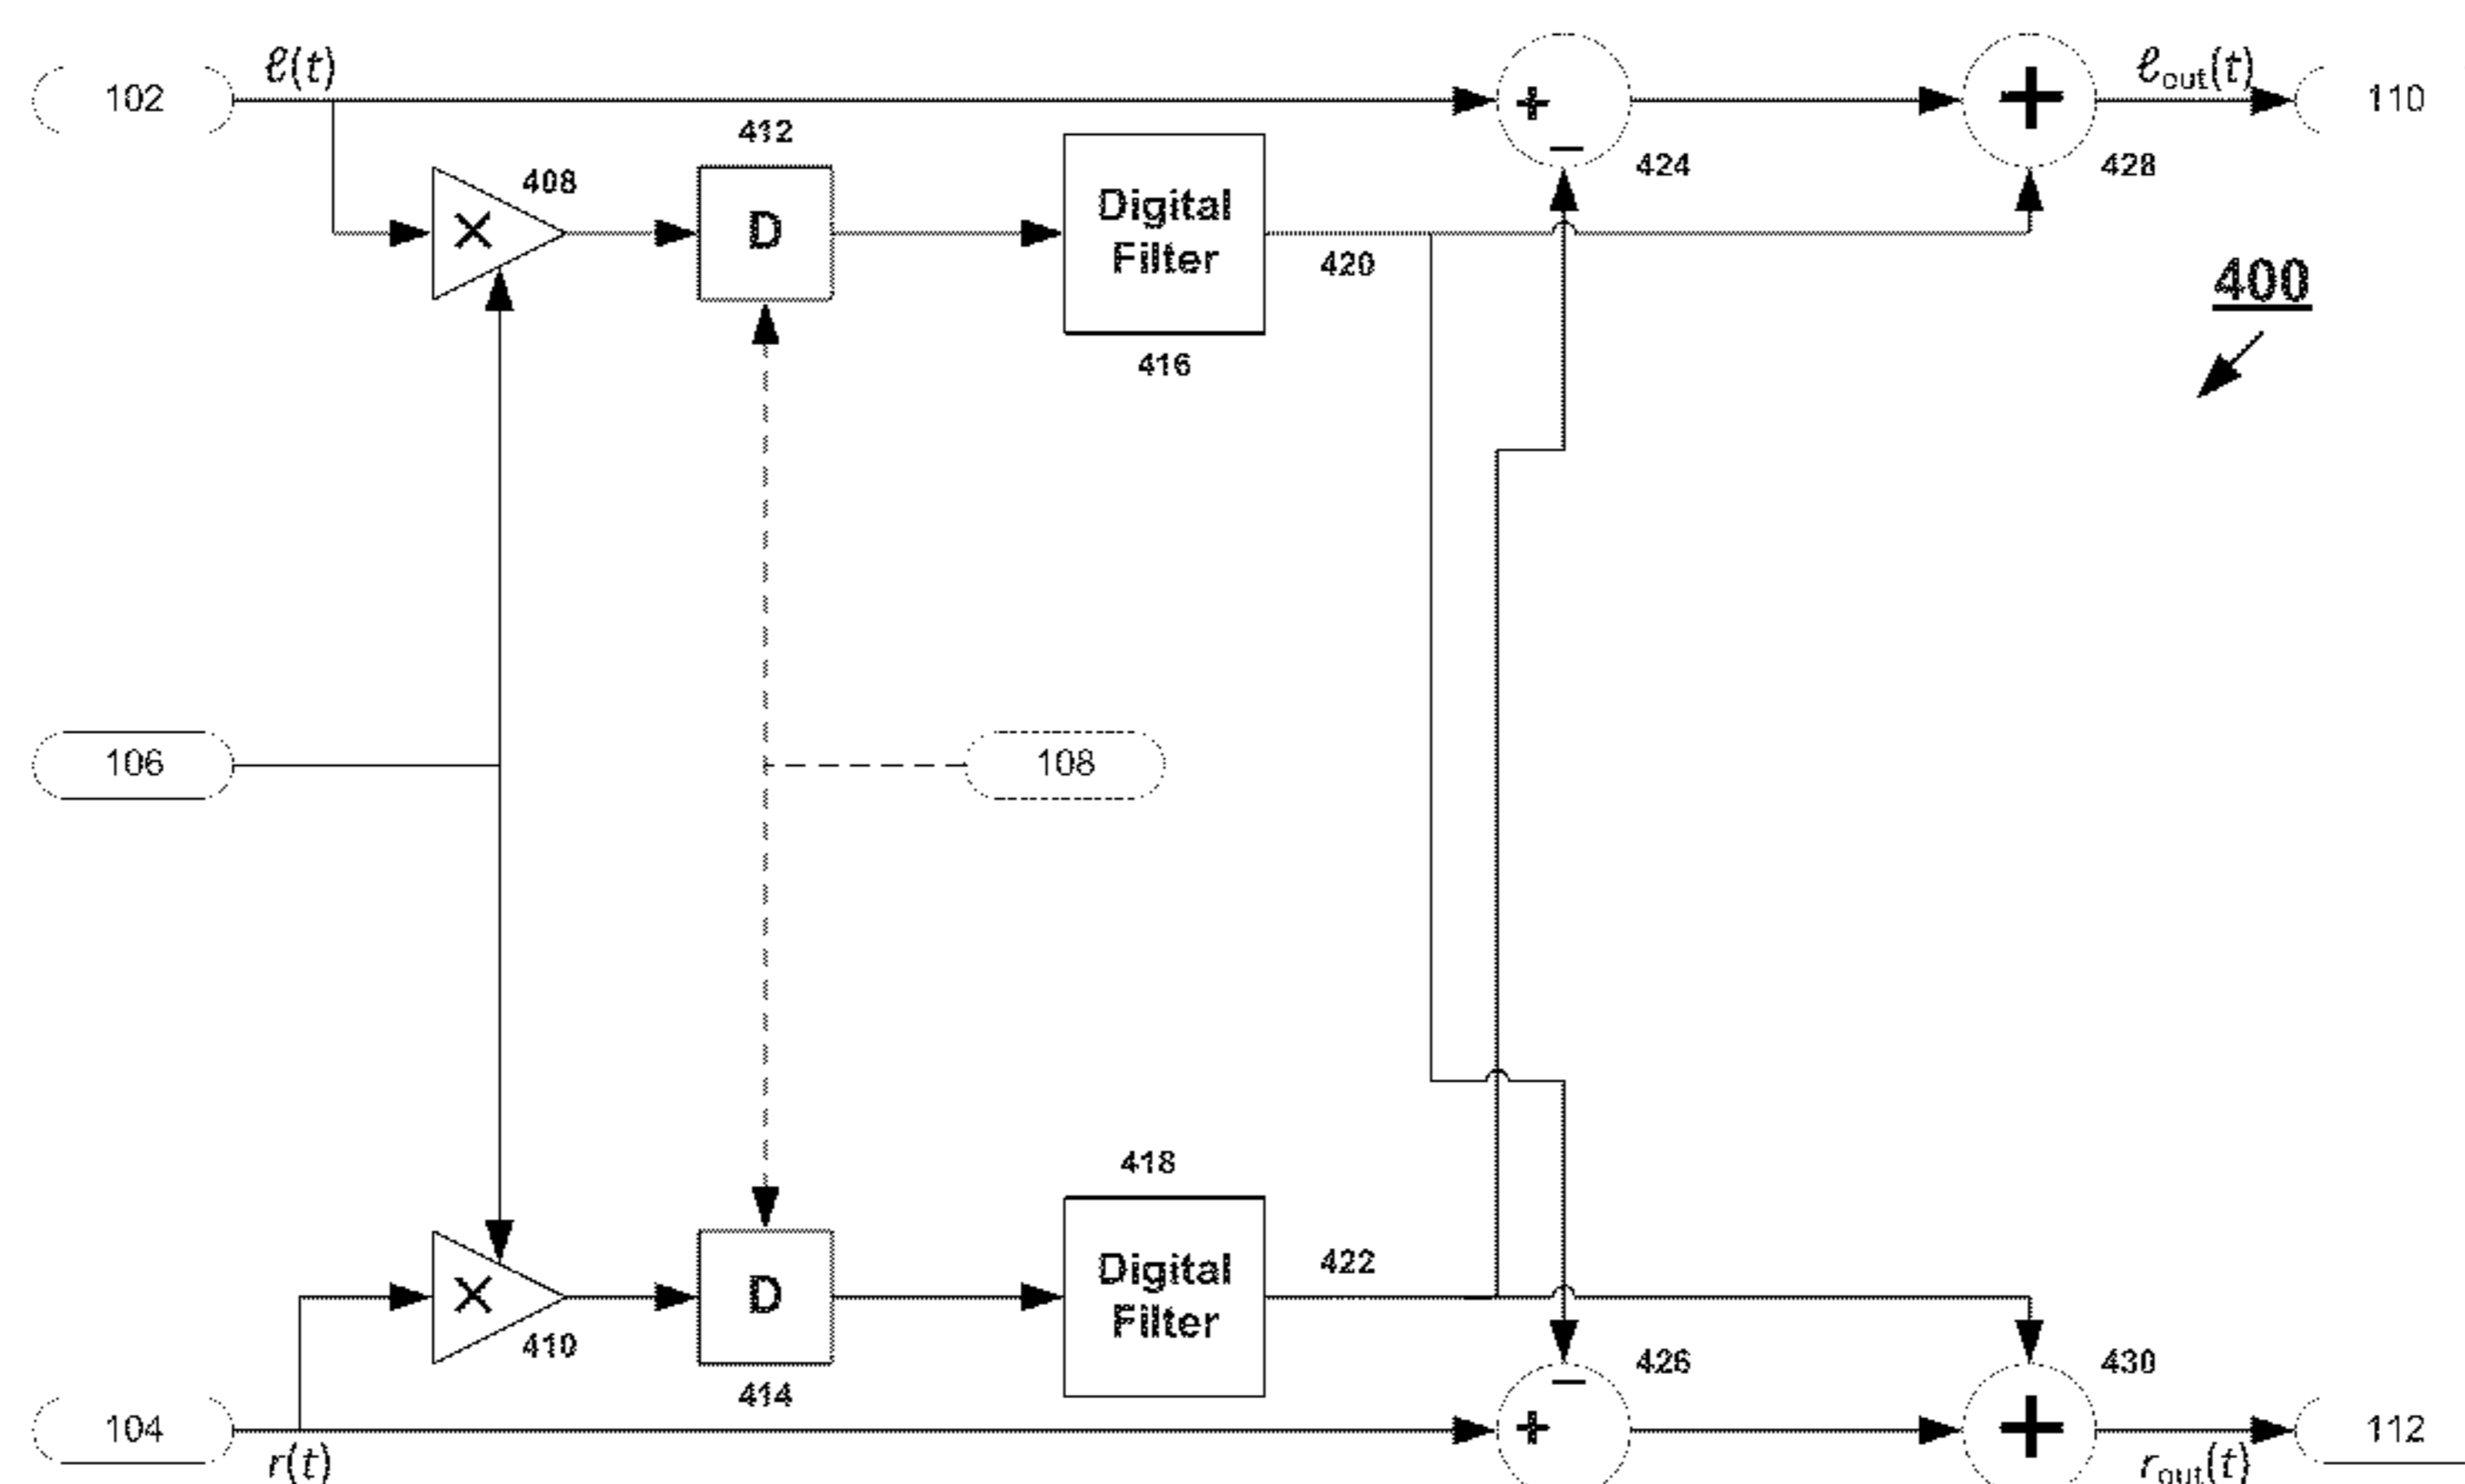 ℓ(t)
102
412
408
×
D
Digital
Filter
416
420
+
−
424
+
428
ℓout(t)
110
400
106
108
418
×
410
D
414
Digital
Filter
422
−
+
426
+
430
104
r(t)
rout(t)
112